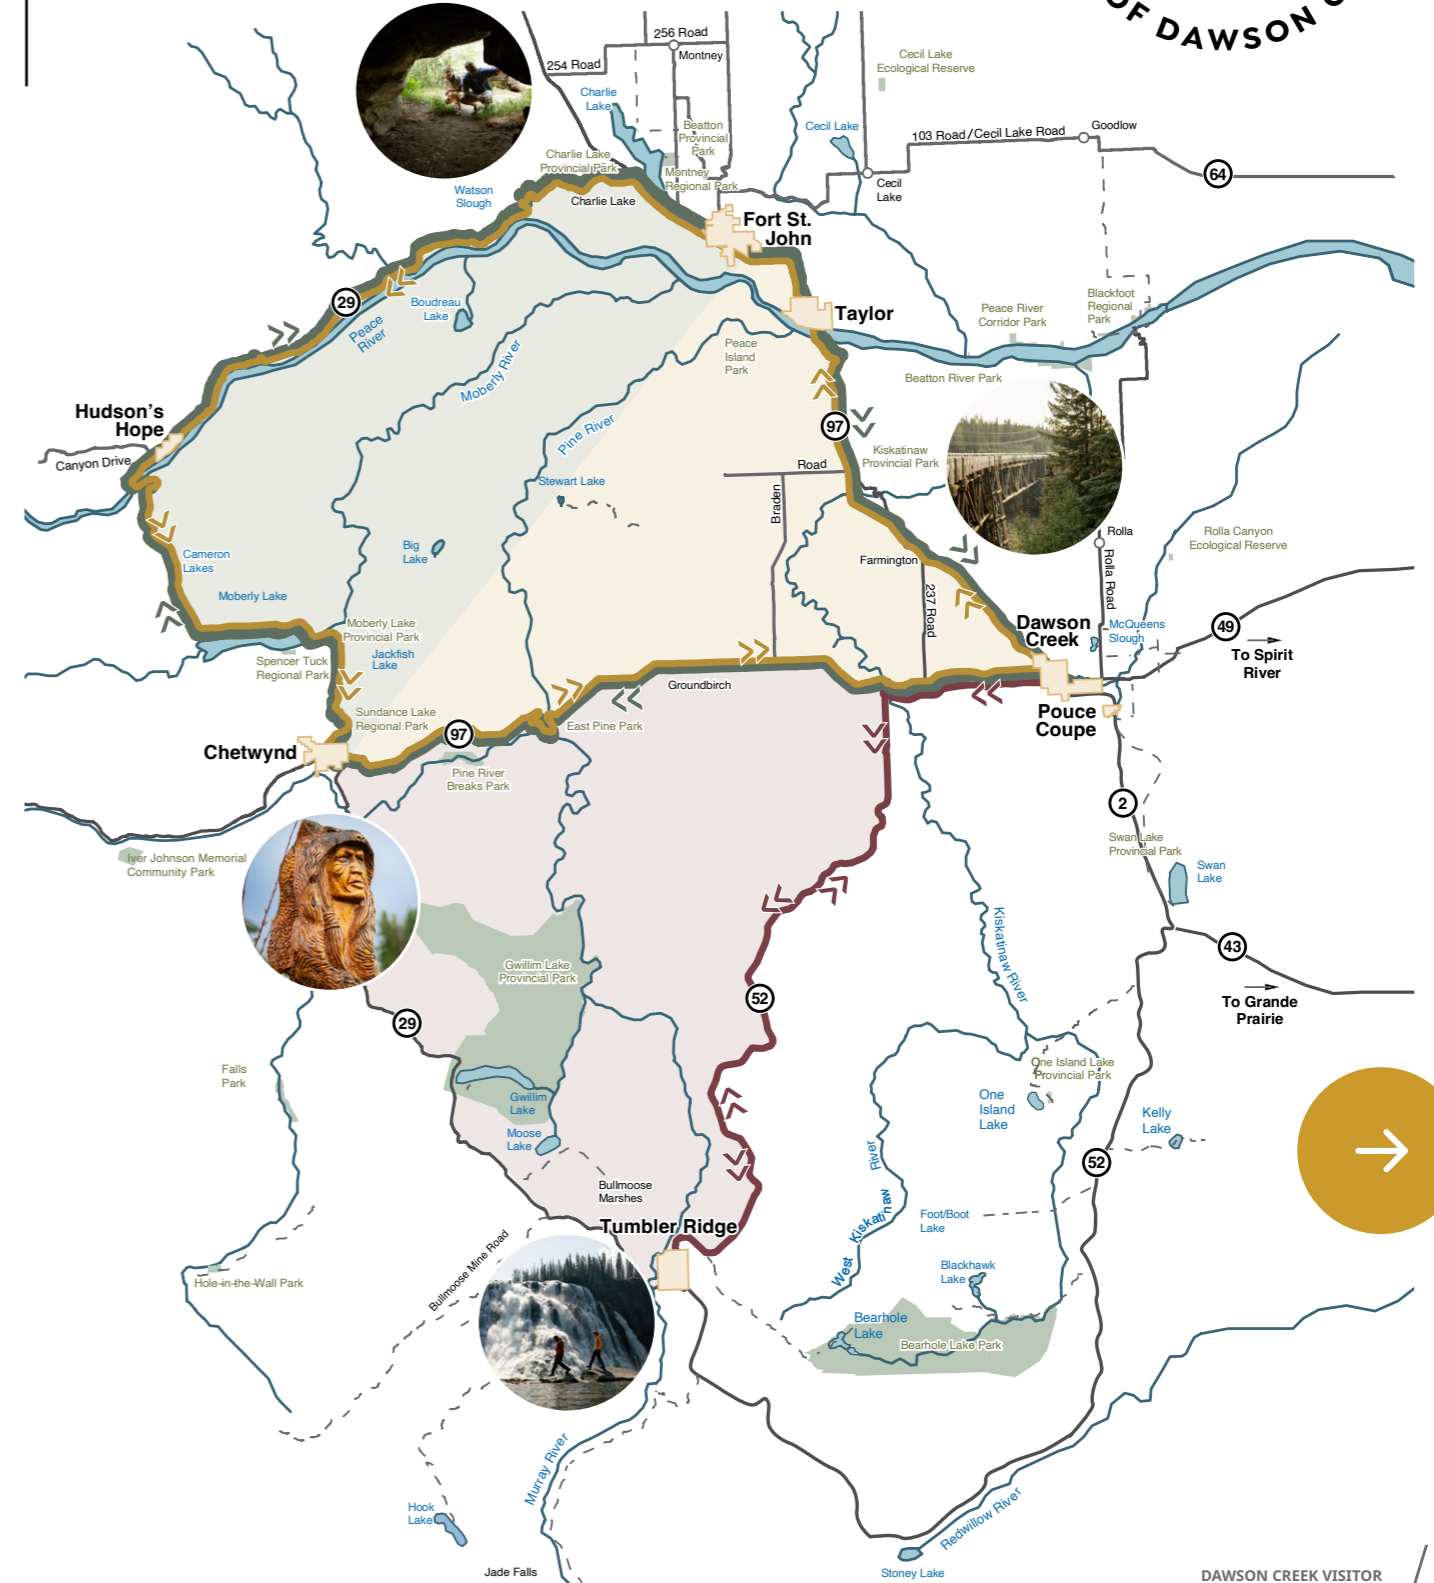 OF DAWSON C
256 Road
Montney
254 Road
Cecil Lake
Ecological Reserve
Charlie
Lake
Beatton
Provincial
Park
Cecil Lake
103 Road/Cecil Lake Road
Goodlow
64
Charlie Lake
Provincial Park
Montney
Regional Park
Cecil
Lake
Watson
Slough
Charlie Lake
Fort St.
John
29
Boudreau
Lake
Peace
River
Taylor
Peace River
Corridor Park
Blackfoot
Regional
Park
Moberly River
Peace
Island
Park
Beatton River Park
Hudson's
Hope
Canyon Drive
Pine River
97
Kiskatinaw
Provincial Park
Road
Stewart Lake
Braden
Rolla
Rolla Canyon
Ecological Reserve
Big
Lake
Cameron
Lakes
Farmington
237 Road
Rolla Road
Moberly Lake
Moberly Lake
Provincial Park
Dawson
Creek
McQueens
Slough
49
To Spirit
River
Spencer Tuck
Regional Park
Jackfish
Lake
Groundbirch
Sundance Lake
Regional Park
East Pine Park
Pouce
Coupe
97
Chetwynd
Pine River
Breaks Park
2
Swan Lake
Provincial Park
Swan
Lake
Iver Johnson Memorial
Community Park
Kiskatinaw River
43
To Grande
Prairie
Gwillim Lake
Provincial Park
52
29
Falls
Park
One Island Lake
Provincial Park
Gwillim
Lake
One
Island
Lake
Kelly
Lake
Moose
Lake
52
Bullmoose
Marshes
West Kiskatinaw River
Foot/Boot
Lake
Tumbler Ridge
Bullmoose Mine Road
Hole-in-the-Wall Park
Blackhawk
Lake
Bearhole
Lake
Bearhole Lake Park
Murray River
Hook
Lake
Redwillow River
Jade Falls
Stoney Lake
DAWSON CREEK VISITOR